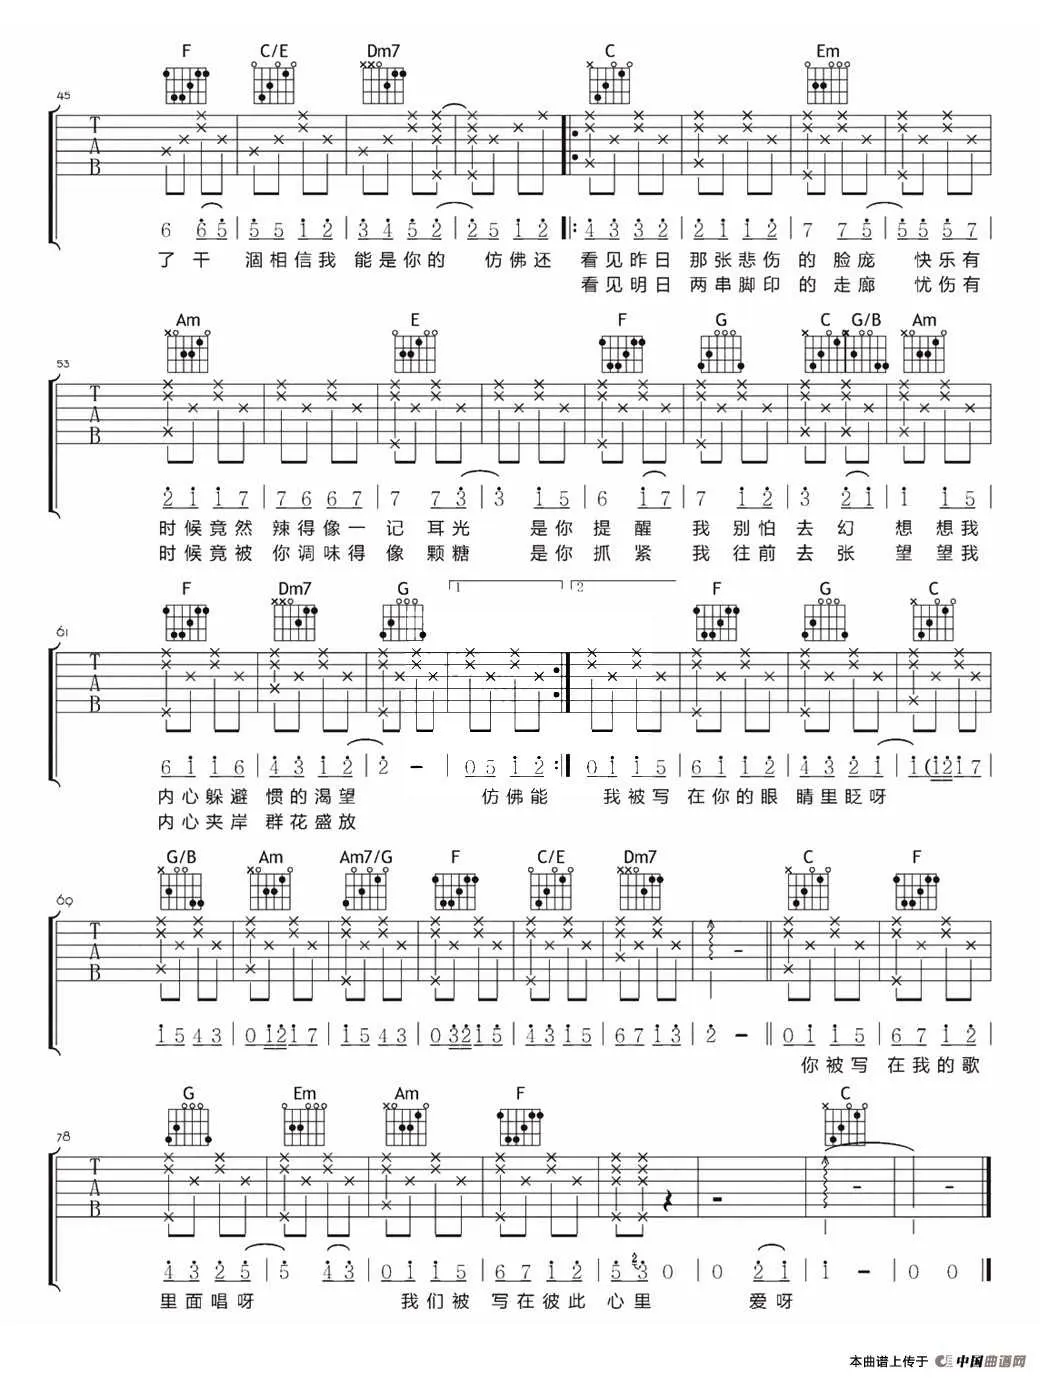 F C/E Dm7 C Em
45
T A B
6 6 5 5 5 1 2 3 4 5 2 2 5 1 2 4 3 3 2 2 1 1 2 7 7 5 5 5 5 7
了 干 涸 相 信 我 能 是 你 的 仿 佛 还 看 见 昨 日 那 张 悲 伤 的 脸 庞 快 乐 有
看 见 明 日 两 串 脚 印 的 走 廊 忧 伤 有
Am E F G C G/B Am
53
T A B
2 1 1 7 7 6 6 7 7 7 3 3 1 5 6 1 7 7 1 2 3 2 1 1 1 5
时 候 竟 然 辣 得 像 一 记 耳 光 是 你 提 醒 我 别 怕 去 幻 想 想 我
时 候 竟 被 你 调 味 得 像 颗 糖 是 你 抓 紧 我 往 前 去 张 望 望 我
F Dm7 G 1 2 F G C
61
T A B
6 1 1 6 4 3 1 2 2 - 0 5 1 2 0 1 1 5 6 1 1 2 4 3 2 1 1 (1 2 1 7
内 心 躲 避 惯 的 渴 望 仿 佛 能 我 被 写 在 你 的 眼 睛 里 眨 呀
内 心 夹 岸 群 花 盛 放
G/B Am Am7/G F C/E Dm7 C F
69
T A B
1 5 4 3 0 1 2 1 7 1 5 4 3 0 3 2 1 5 4 3 1 5 6 7 1 3 2 - 0 1 1 5 6 7 1 2
你 被 写 在 我 的 歌
G Em Am F C
78
T A B
4 3 2 5 5 4 3 0 1 1 5 6 7 1 2 5 3 0 0 2 1 1 - 0 0
里 面 唱 呀 我 们 被 写 在 彼 此 心 里 爱 呀
本曲谱上传于 中国曲谱网